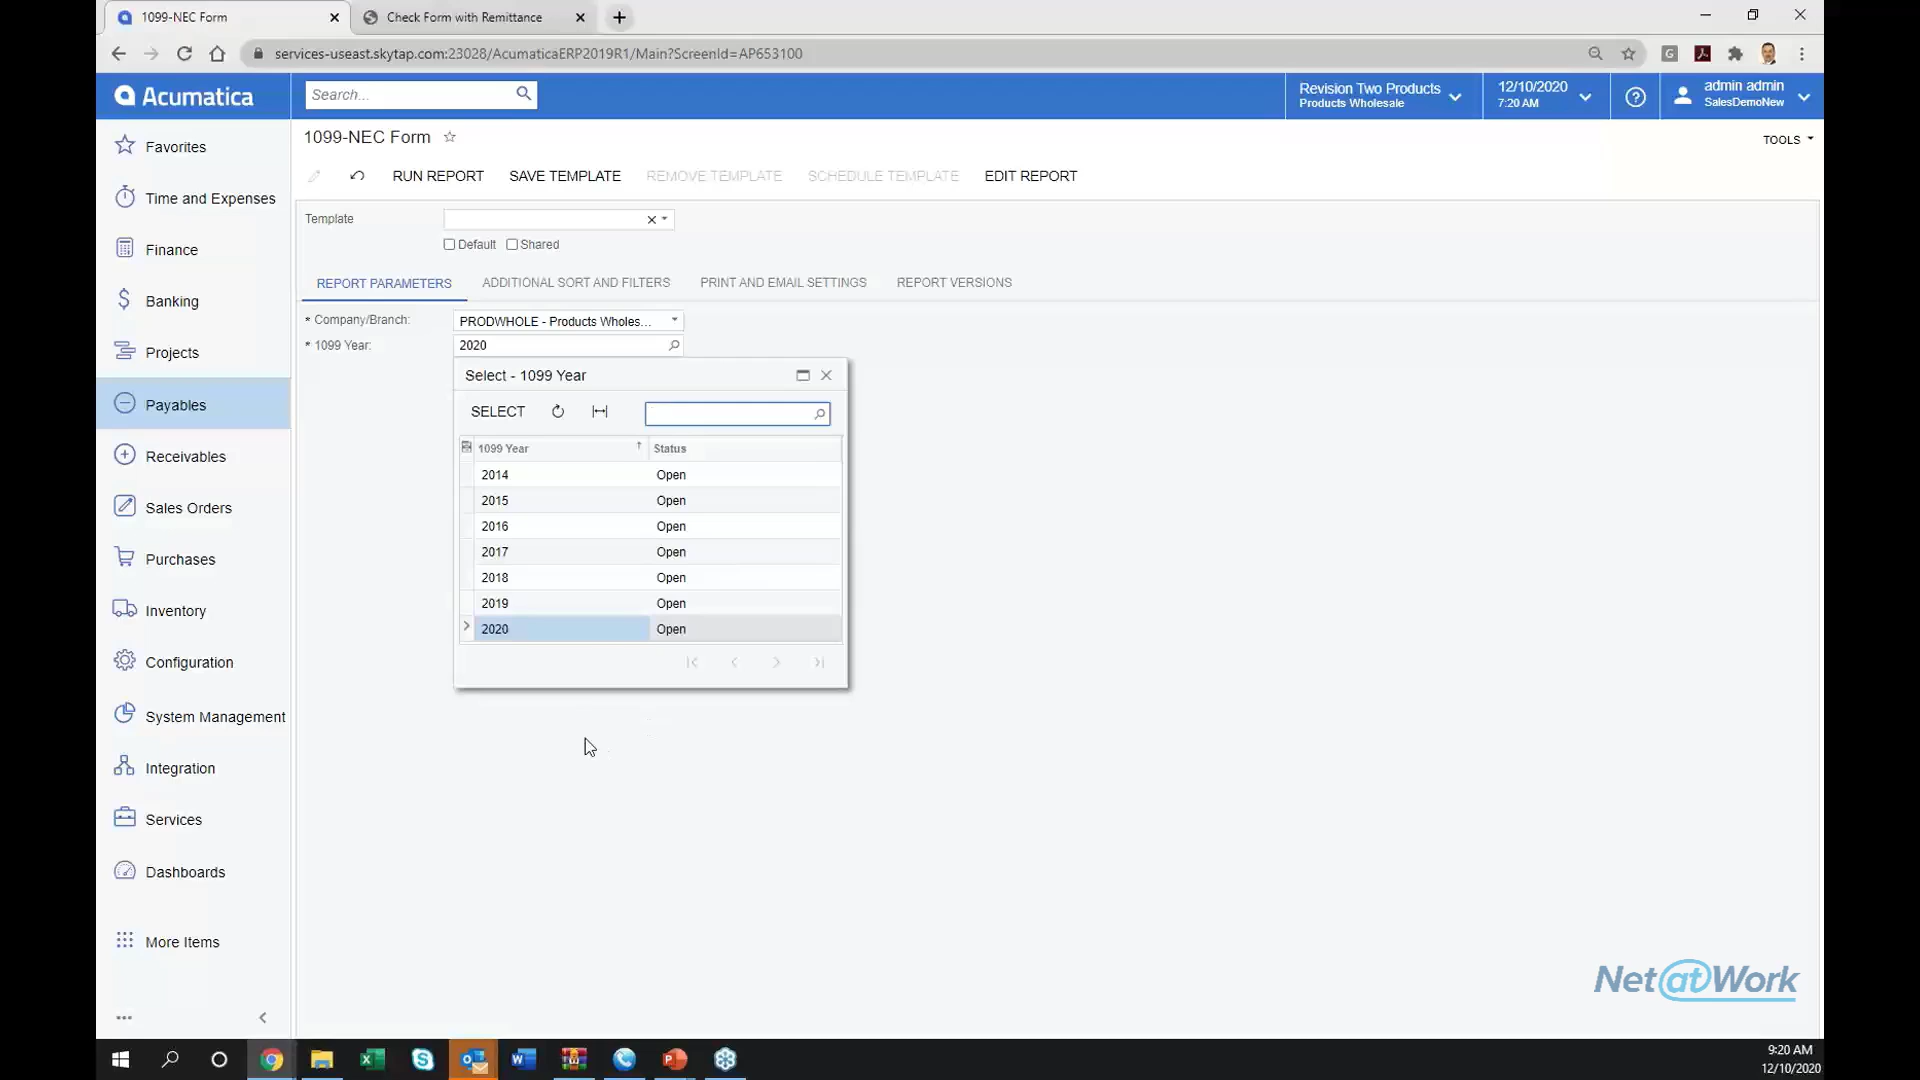 1099-NEC Form
Check Form with Remittance
services-useast.skytap.com:23028/AcumaticaERP2019R1/Main?ScreenId=AP653100
Acumatica
Search...
Revision Two Products
Products Wholesale
12/10/2020
7:20 AM
admin admin
SalesDemoNew
Favorites
Time and Expenses
Finance
Banking
Projects
Payables
Receivables
Sales Orders
Purchases
Inventory
Configuration
System Management
Integration
Services
Dashboards
More Items
1099-NEC Form
TOOLS
RUN REPORT SAVE TEMPLATE REMOVE TEMPLATE SCHEDULE TEMPLATE EDIT REPORT
Template
Default Shared
REPORT PARAMETERS ADDITIONAL SORT AND FILTERS PRINT AND EMAIL SETTINGS REPORT VERSIONS
* Company/Branch: PRODWHOLE - Products Wholes...
* 1099 Year: 2020
Select - 1099 Year
SELECT
1099 Year Status
2014 Open
2015 Open
2016 Open
2017 Open
2018 Open
2019 Open
2020 Open
Net at Work
9:20 AM
12/10/2020